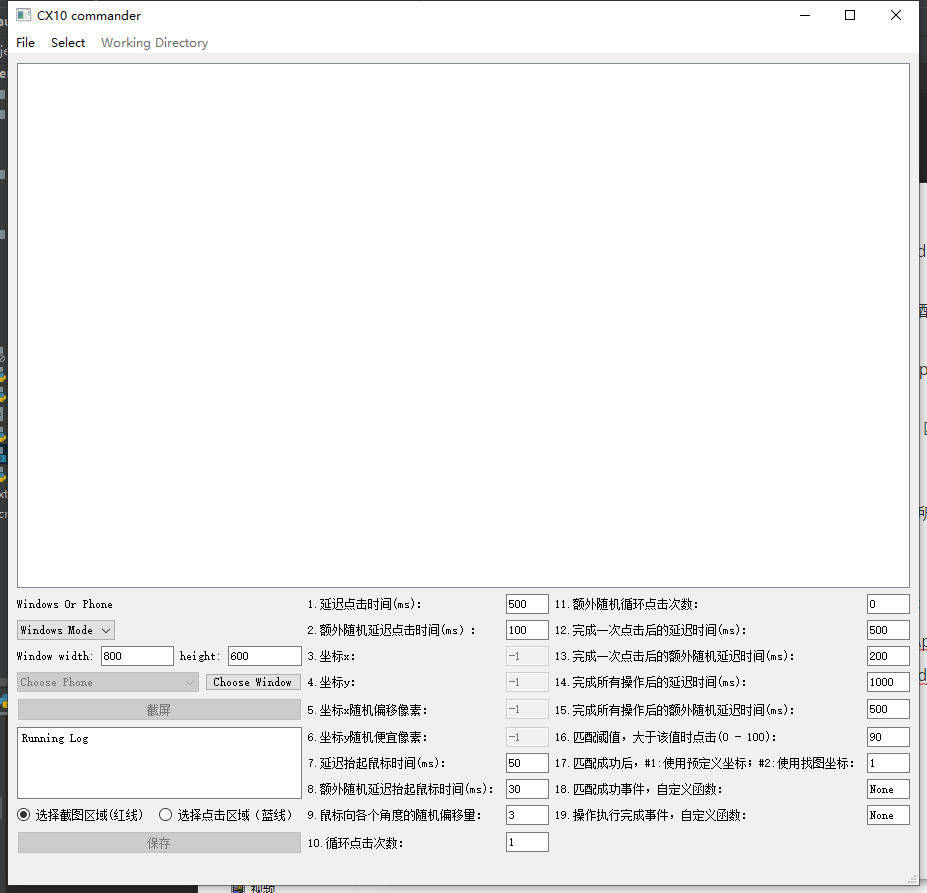 CX10 commander
File Select Working Directory
Windows Or Phone
Windows Mode
Window width: 800 height: 600
Choose Phone Choose Window
截屏
Running Log
选择截图区域(红线) 选择点击区域（蓝线）
保存
1.延迟点击时间(ms): 500
2.额外随机延迟点击时间(ms）: 100
3.坐标x: -1
4.坐标y: -1
5.坐标x随机偏移像素: -1
6.坐标y随机便宜像素: -1
7.延迟抬起鼠标时间(ms): 50
8.额外随机延迟抬起鼠标时间(ms): 30
9.鼠标向各个角度的随机偏移量: 3
10.循环点击次数: 1
11.额外随机循环点击次数: 0
12.完成一次点击后的延迟时间(ms): 500
13.完成一次点击后的额外随机延迟时间(ms): 200
14.完成所有操作后的延迟时间(ms): 1000
15.完成所有操作后的额外随机延迟时间(ms): 500
16.匹配阈值，大于该值时点击(0 - 100): 90
17.匹配成功后，#1:使用预定义坐标；#2:使用找图坐标: 1
18.匹配成功事件，自定义函数: None
19.操作执行完成事件，自定义函数: None
视频